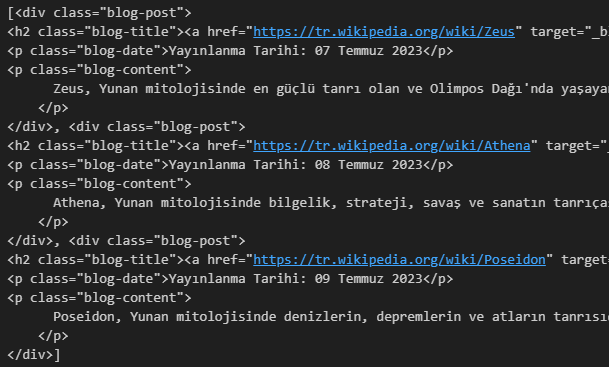 [<div class="blog-post">
<h2 class="blog-title"><a href="https://tr.wikipedia.org/wiki/Zeus" target="_b
<p class="blog-date">Yayınlanma Tarihi: 07 Temmuz 2023</p>
<p class="blog-content">
Zeus, Yunan mitolojisinde en güçlü tanrı olan ve Olimpos Dağı'nda yaşayan
</p>
</div>, <div class="blog-post">
<h2 class="blog-title"><a href="https://tr.wikipedia.org/wiki/Athena" target="_
<p class="blog-date">Yayınlanma Tarihi: 08 Temmuz 2023</p>
<p class="blog-content">
Athena, Yunan mitolojisinde bilgelik, strateji, savaş ve sanatın tanrıças
</p>
</div>, <div class="blog-post">
<h2 class="blog-title"><a href="https://tr.wikipedia.org/wiki/Poseidon" target=
<p class="blog-date">Yayınlanma Tarihi: 09 Temmuz 2023</p>
<p class="blog-content">
Poseidon, Yunan mitolojisinde denizlerin, depremlerin ve atların tanrısıd
</p>
</div>]